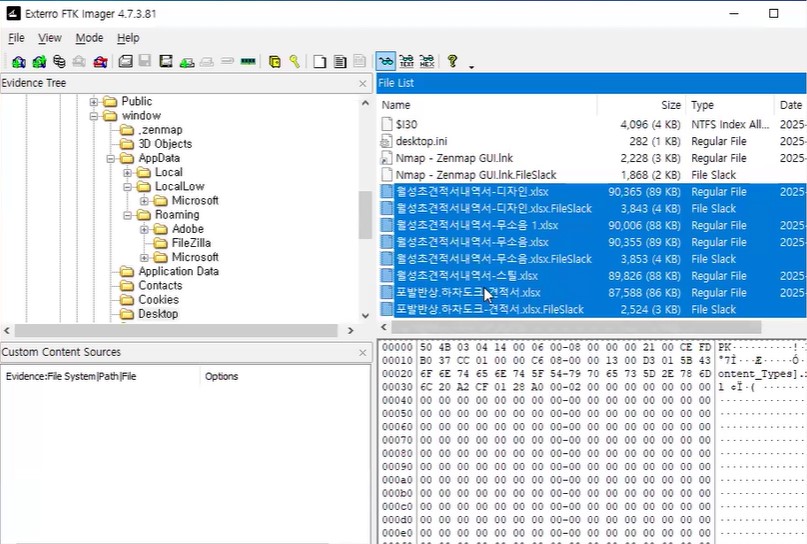 Exterro FTK Imager 4.7.3.81
File View Mode Help
Evidence Tree
Public
window
.zenmap
3D Objects
AppData
Local
LocalLow
Microsoft
Roaming
Adobe
FileZilla
Microsoft
Application Data
Contacts
Cookies
Desktop
Custom Content Sources
Evidence:File System|Path|File Options
File List
Name Size Type Date
$I30 4,096 (4 KB) NTFS Index All... 2025-
desktop.ini 282 (1 KB) Regular File 2025-
Nmap - Zenmap GUI.lnk 2,228 (3 KB) Regular File 2025-
Nmap - Zenmap GUI.lnk.FileSlack 1,868 (2 KB) File Slack
월성초견적서내역서-디자인.xlsx 90,365 (89 KB) Regular File 2025-
월성초견적서내역서-디자인.xlsx.FileSlack 3,843 (4 KB) File Slack
월성초견적서내역서-무소음 1.xlsx 90,006 (88 KB) Regular File 2025-
월성초견적서내역서-무소음.xlsx 90,355 (89 KB) Regular File 2025-
월성초견적서내역서-무소음.xlsx.FileSlack 3,853 (4 KB) File Slack
월성초견적서내역서-스틸.xlsx 89,826 (88 KB) Regular File 2025-
포발반상.하자도크-견적서.xlsx 87,588 (86 KB) Regular File 2025-
포발반상.하자도크-견적서.xlsx.FileSlack 2,524 (3 KB) File Slack
00000 50 4B 03 04 14 00 06 00-08 00 00 00 21 00 CE FD PK··········!·
00010 B0 37 CC 01 00 00 C6 08-00 00 13 00 D3 01 5B 43 °7Ì···Æ····Ó·
00020 6F 6E 74 65 6E 74 5F 54-79 70 65 73 5D 2E 78 6D ontent_Types].
00030 6C 20 A2 CF 01 28 A0 00-02 00 00 00 00 00 00 00 l ¢Ï·(
00040 00 00 00 00 00 00 00 00-00 00 00 00 00 00 00 00
00050 00 00 00 00 00 00 00 00-00 00 00 00 00 00 00 00
00060 00 00 00 00 00 00 00 00-00 00 00 00 00 00 00 00
00070 00 00 00 00 00 00 00 00-00 00 00 00 00 00 00 00
00080 00 00 00 00 00 00 00 00-00 00 00 00 00 00 00 00
00090 00 00 00 00 00 00 00 00-00 00 00 00 00 00 00 00
000a0 00 00 00 00 00 00 00 00-00 00 00 00 00 00 00 00
000b0 00 00 00 00 00 00 00 00-00 00 00 00 00 00 00 00
000c0 00 00 00 00 00 00 00 00-00 00 00 00 00 00 00 00
000d0 00 00 00 00 00 00 00 00-00 00 00 00 00 00 00 00
000e0 00 00 00 00 00 00 00 00-00 00 00 00 00 00 00 00